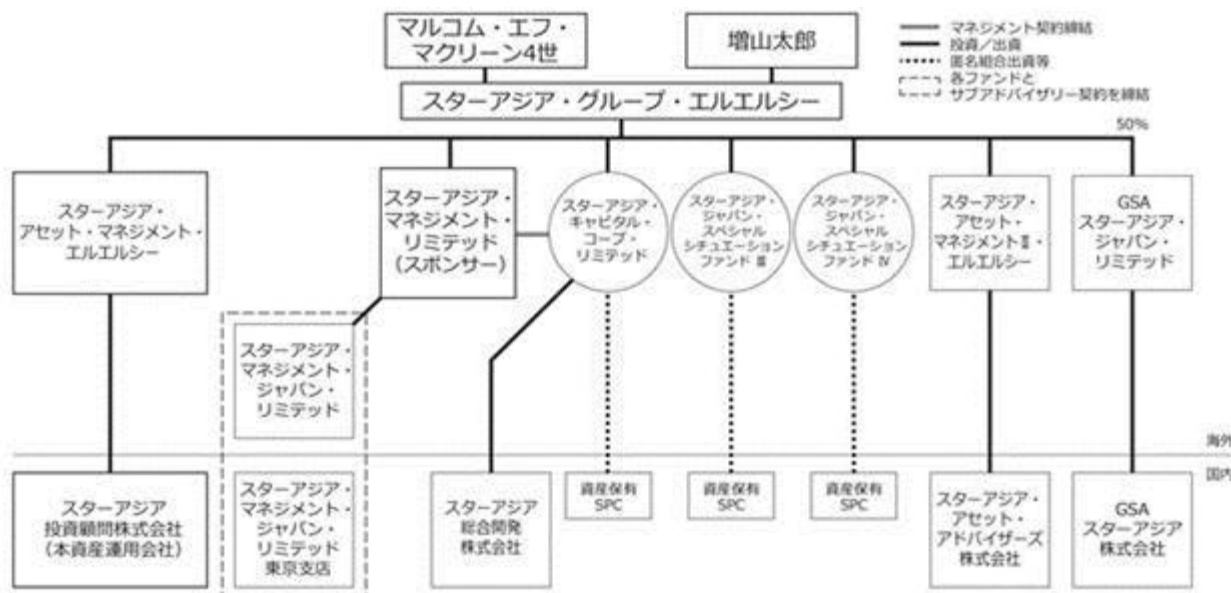 マルコム・エフ・
マクリーン4世
増山太郎
マネジメント契約締結
投資／出資
匿名組合出資等
各ファンドと
サブアドバイザリー契約を締結
スターアジア・グループ・エルエルシー
50%
スターアジア・
アセット・マネジメント・
エルエルシー
スターアジア・
マネジメント・
リミテッド
（スポンサー）
スターアジア・
キャピタル・
コープ・
リミテッド
スターアジア・
ジャパン・
スペシャル
シチュエーション
ファンド Ⅲ
スターアジア・
ジャパン・
スペシャル
シチュエーション
ファンド Ⅳ
スターアジア・
アセット・
マネジメントⅡ・
エルエルシー
GSA
スターアジア・
ジャパン・
リミテッド
スターアジア・
マネジメント・
ジャパン・
リミテッド
海外
国内
スターアジア
投資顧問株式会社
（本資産運用会社）
スターアジア・
マネジメント・
ジャパン・
リミテッド
東京支店
スターアジア
総合開発
株式会社
資産保有
SPC
資産保有
SPC
資産保有
SPC
スターアジア・
アセット・
アドバイザーズ
株式会社
GSA
スターアジア
株式会社